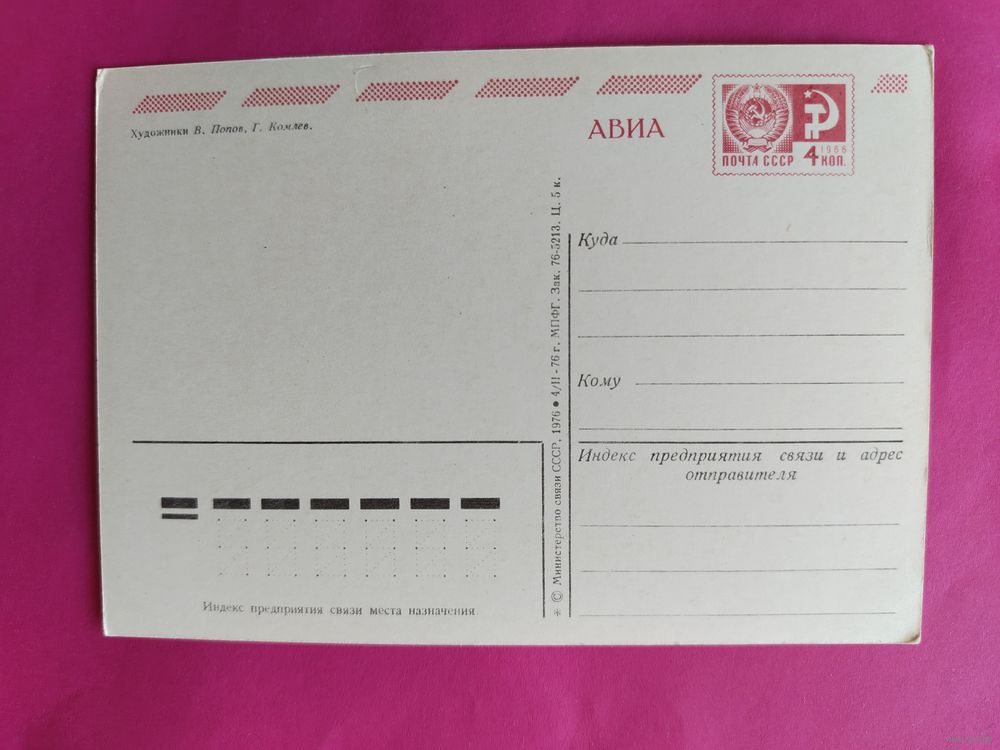 Художники В. Попов, Г. Комлев.
АВИА
1966
ПОЧТА СССР 4 КОП.
Куда
Кому
Индекс предприятия связи и адрес
отправителя
* © Министерство связи СССР, 1976 ● 4/II-76 г. МПФГ. Зак. 76-5213. Ц. 5 к.
Индекс предприятия связи места назначения